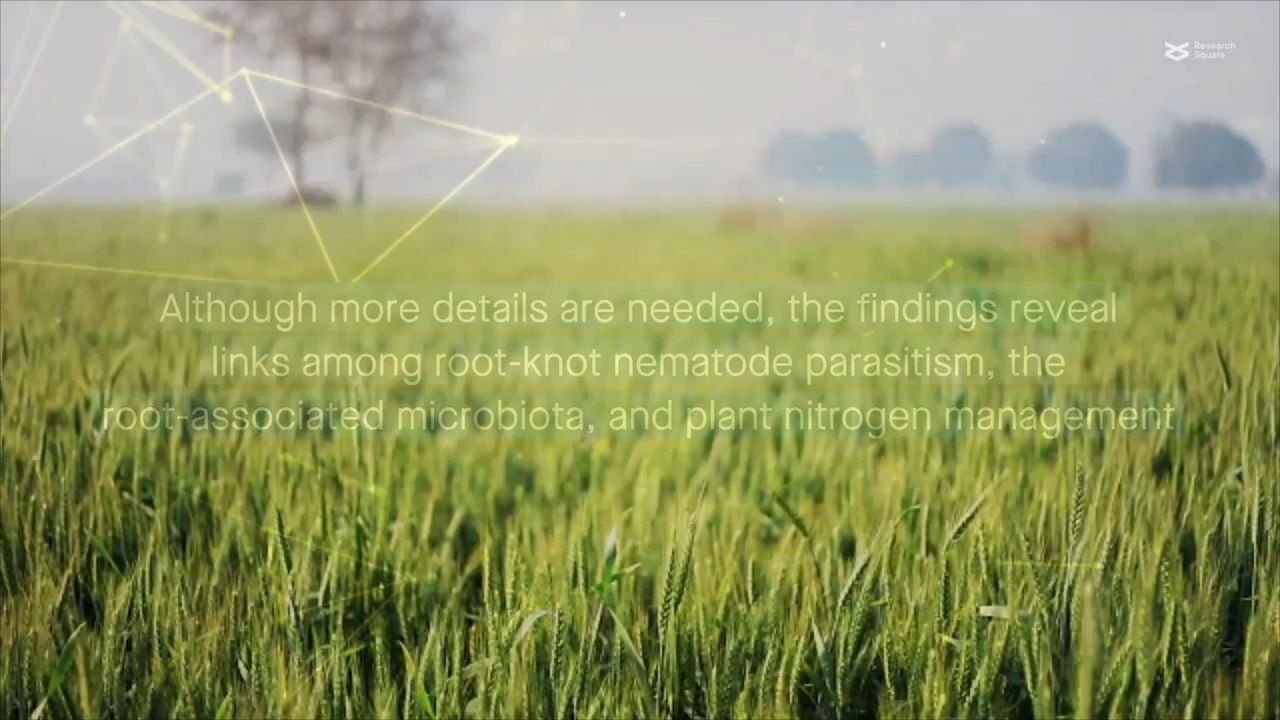 Research
Square
Although more details are needed, the findings reveal
links among root-knot nematode parasitism, the
root-associated microbiota, and plant nitrogen management